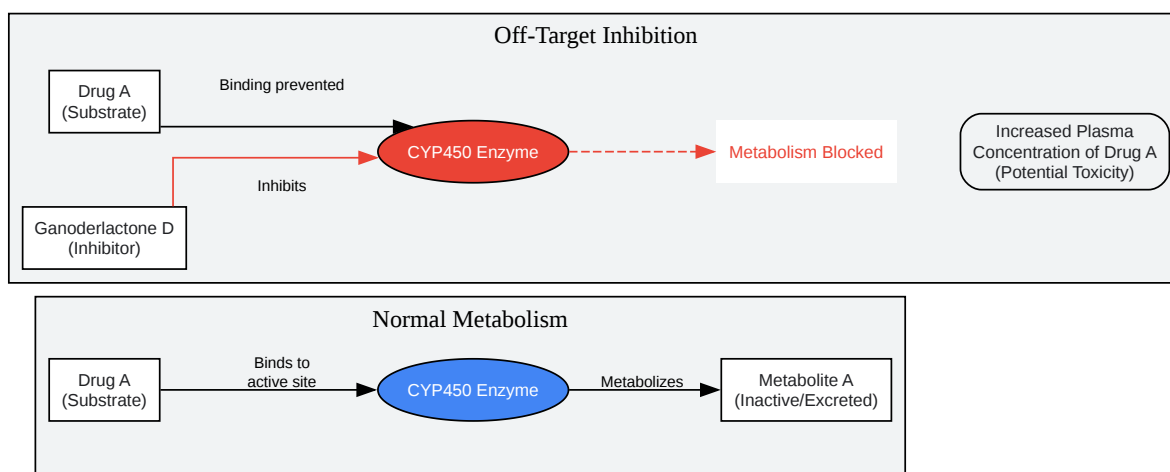 Off-Target Inhibition
Drug A
(Substrate)
Binding prevented
CYP450 Enzyme
Metabolism Blocked
Increased Plasma
Concentration of Drug A
(Potential Toxicity)
Inhibits
Ganoderlactone D
(Inhibitor)
Normal Metabolism
Drug A
(Substrate)
Binds to
active site
CYP450 Enzyme
Metabolizes
Metabolite A
(Inactive/Excreted)